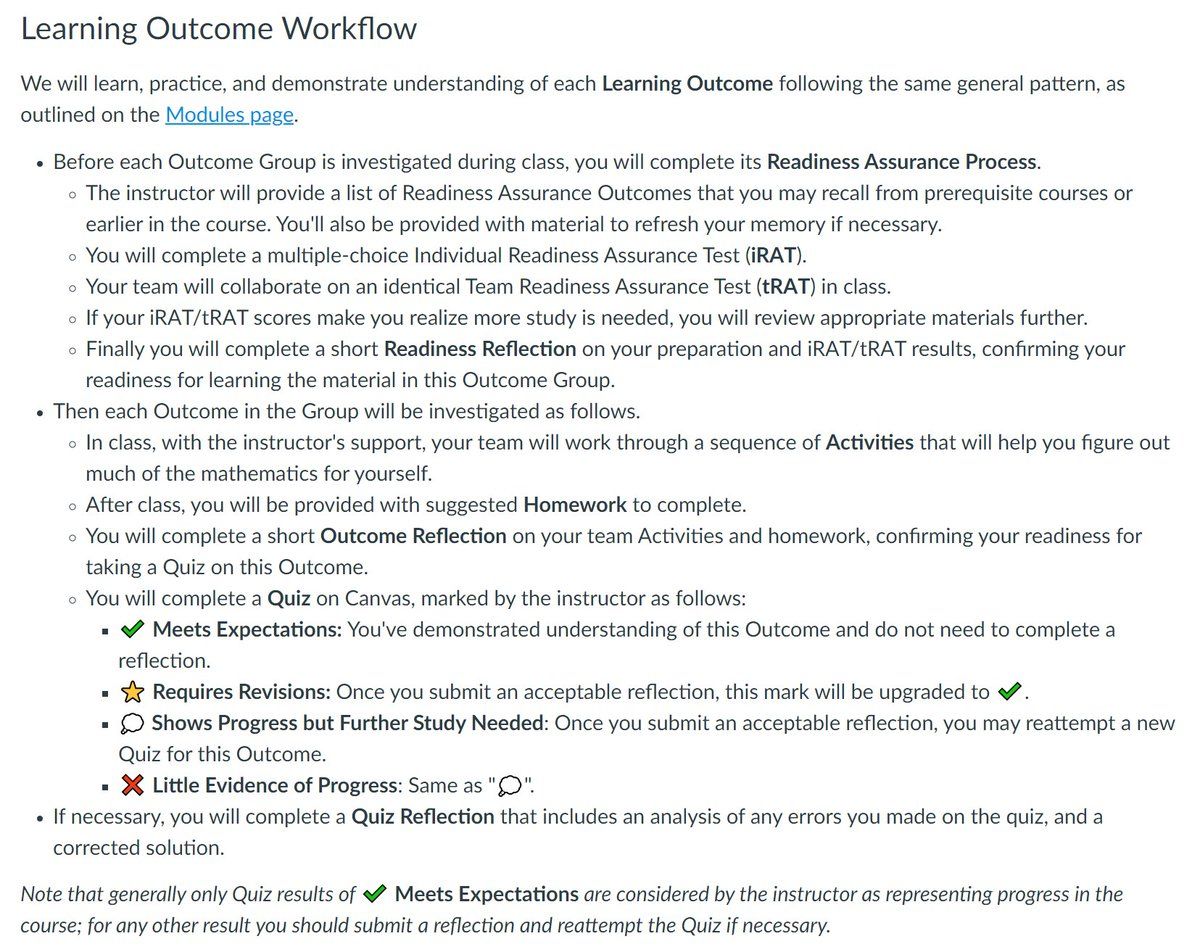 Learning Outcome Workflow
We will learn, practice, and demonstrate understanding of each Learning Outcome following the same general pattern, as
outlined on the Modules page.
• Before each Outcome Group is investigated during class, you will complete its Readiness Assurance Process.
◦ The instructor will provide a list of Readiness Assurance Outcomes that you may recall from prerequisite courses or
earlier in the course. You'll also be provided with material to refresh your memory if necessary.
◦ You will complete a multiple-choice Individual Readiness Assurance Test (iRAT).
◦ Your team will collaborate on an identical Team Readiness Assurance Test (tRAT) in class.
◦ If your iRAT/tRAT scores make you realize more study is needed, you will review appropriate materials further.
◦ Finally you will complete a short Readiness Reflection on your preparation and iRAT/tRAT results, confirming your
readiness for learning the material in this Outcome Group.
• Then each Outcome in the Group will be investigated as follows.
◦ In class, with the instructor's support, your team will work through a sequence of Activities that will help you figure out
much of the mathematics for yourself.
◦ After class, you will be provided with suggested Homework to complete.
◦ You will complete a short Outcome Reflection on your team Activities and homework, confirming your readiness for
taking a Quiz on this Outcome.
◦ You will complete a Quiz on Canvas, marked by the instructor as follows:
▪ ✔ Meets Expectations: You've demonstrated understanding of this Outcome and do not need to complete a
reflection.
▪ ⭐ Requires Revisions: Once you submit an acceptable reflection, this mark will be upgraded to ✔.
▪ 💭 Shows Progress but Further Study Needed: Once you submit an acceptable reflection, you may reattempt a new
Quiz for this Outcome.
▪ ❌ Little Evidence of Progress: Same as "💭".
• If necessary, you will complete a Quiz Reflection that includes an analysis of any errors you made on the quiz, and a
corrected solution.
Note that generally only Quiz results of ✔ Meets Expectations are considered by the instructor as representing progress in the
course; for any other result you should submit a reflection and reattempt the Quiz if necessary.